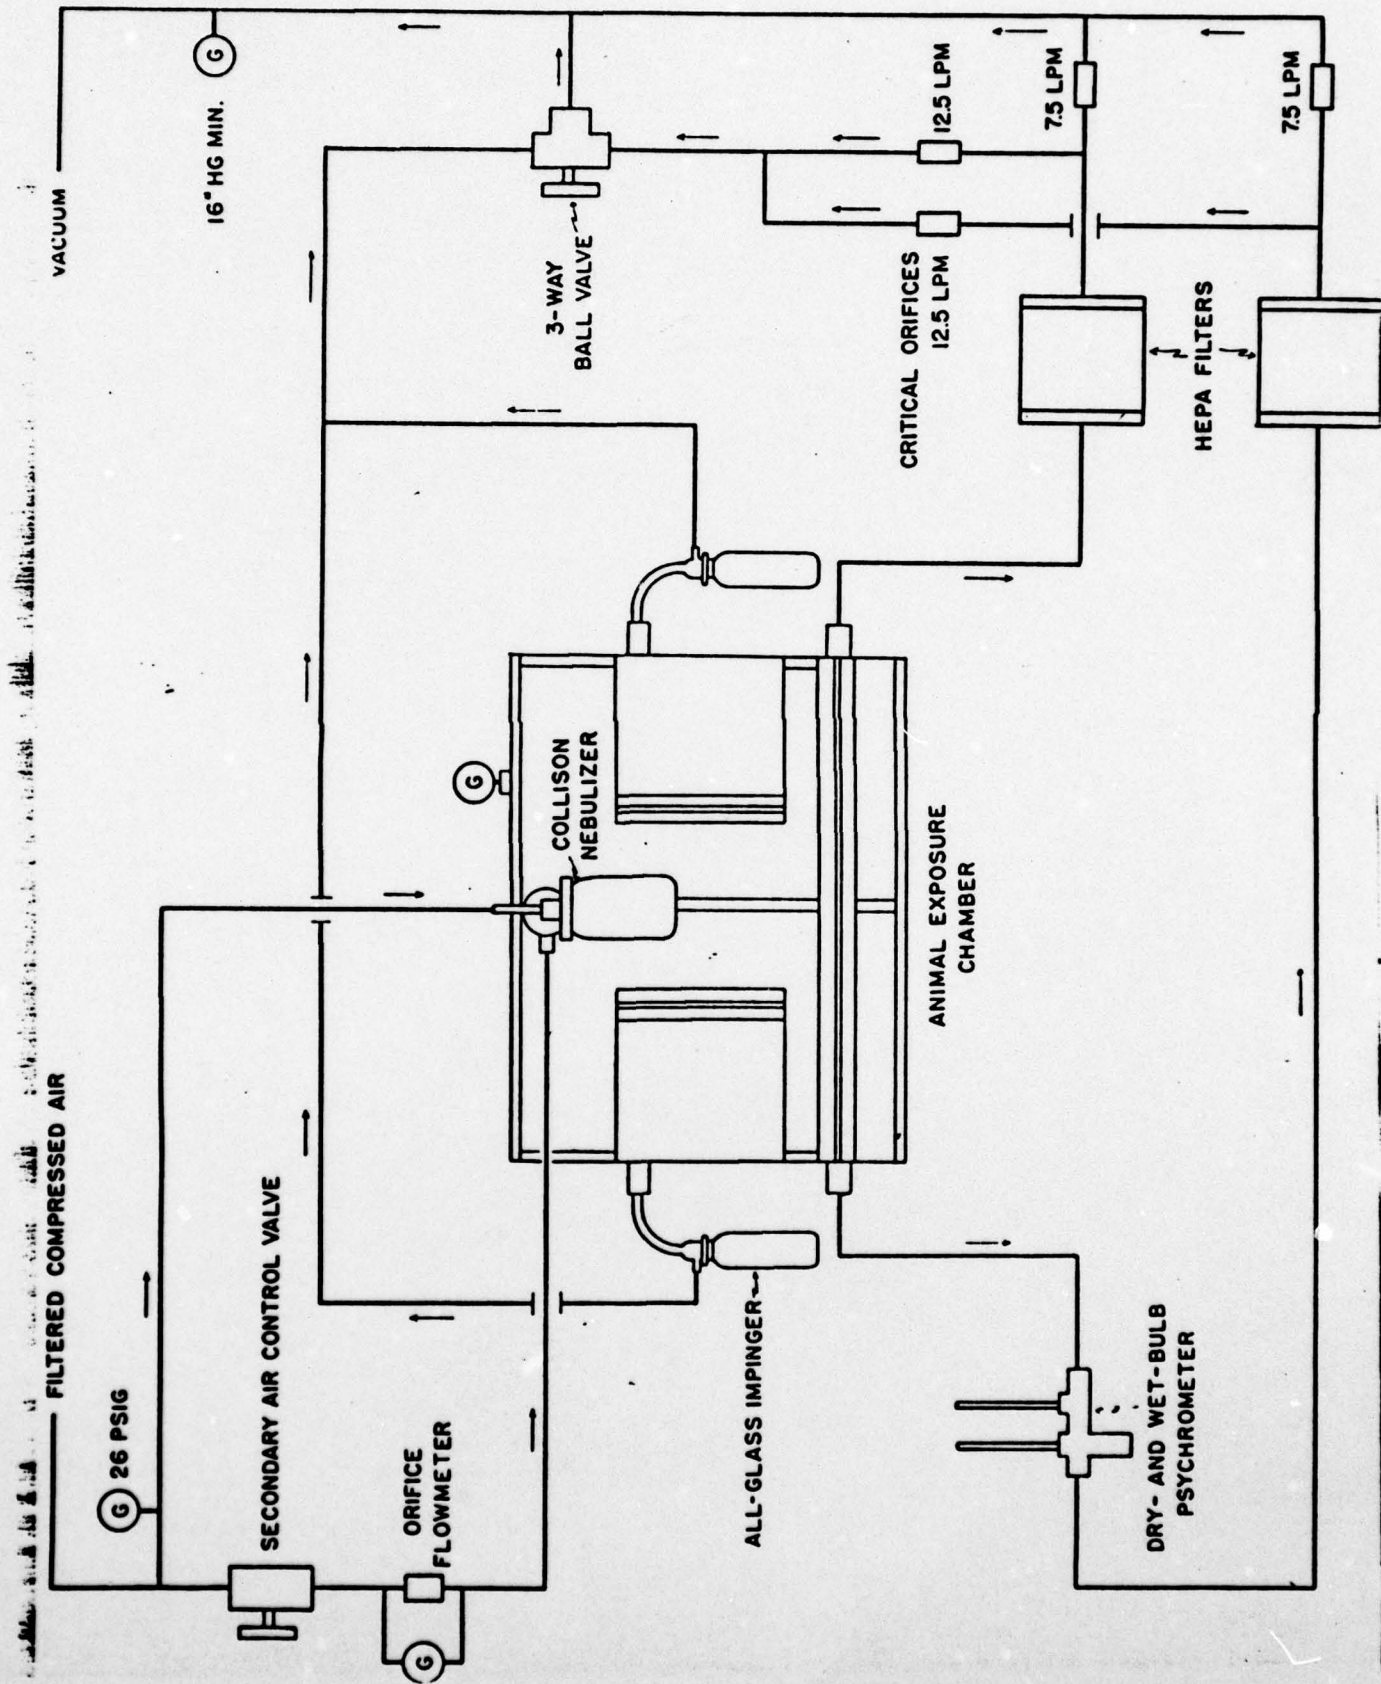 FILTERED COMPRESSED AIR
G
26 PSIG
SECONDARY AIR CONTROL VALVE
ORIFICE
FLOWMETER
G
ALL-GLASS IMPINGER
DRY- AND WET-BULB
PSYCHROMETER
G
COLLISON
NEBULIZER
ANIMAL EXPOSURE
CHAMBER
VACUUM
G
16" HG MIN.
3-WAY
BALL VALVE
CRITICAL ORIFICES
12.5 LPM
12.5 LPM
7.5 LPM
7.5 LPM
HEPA FILTERS